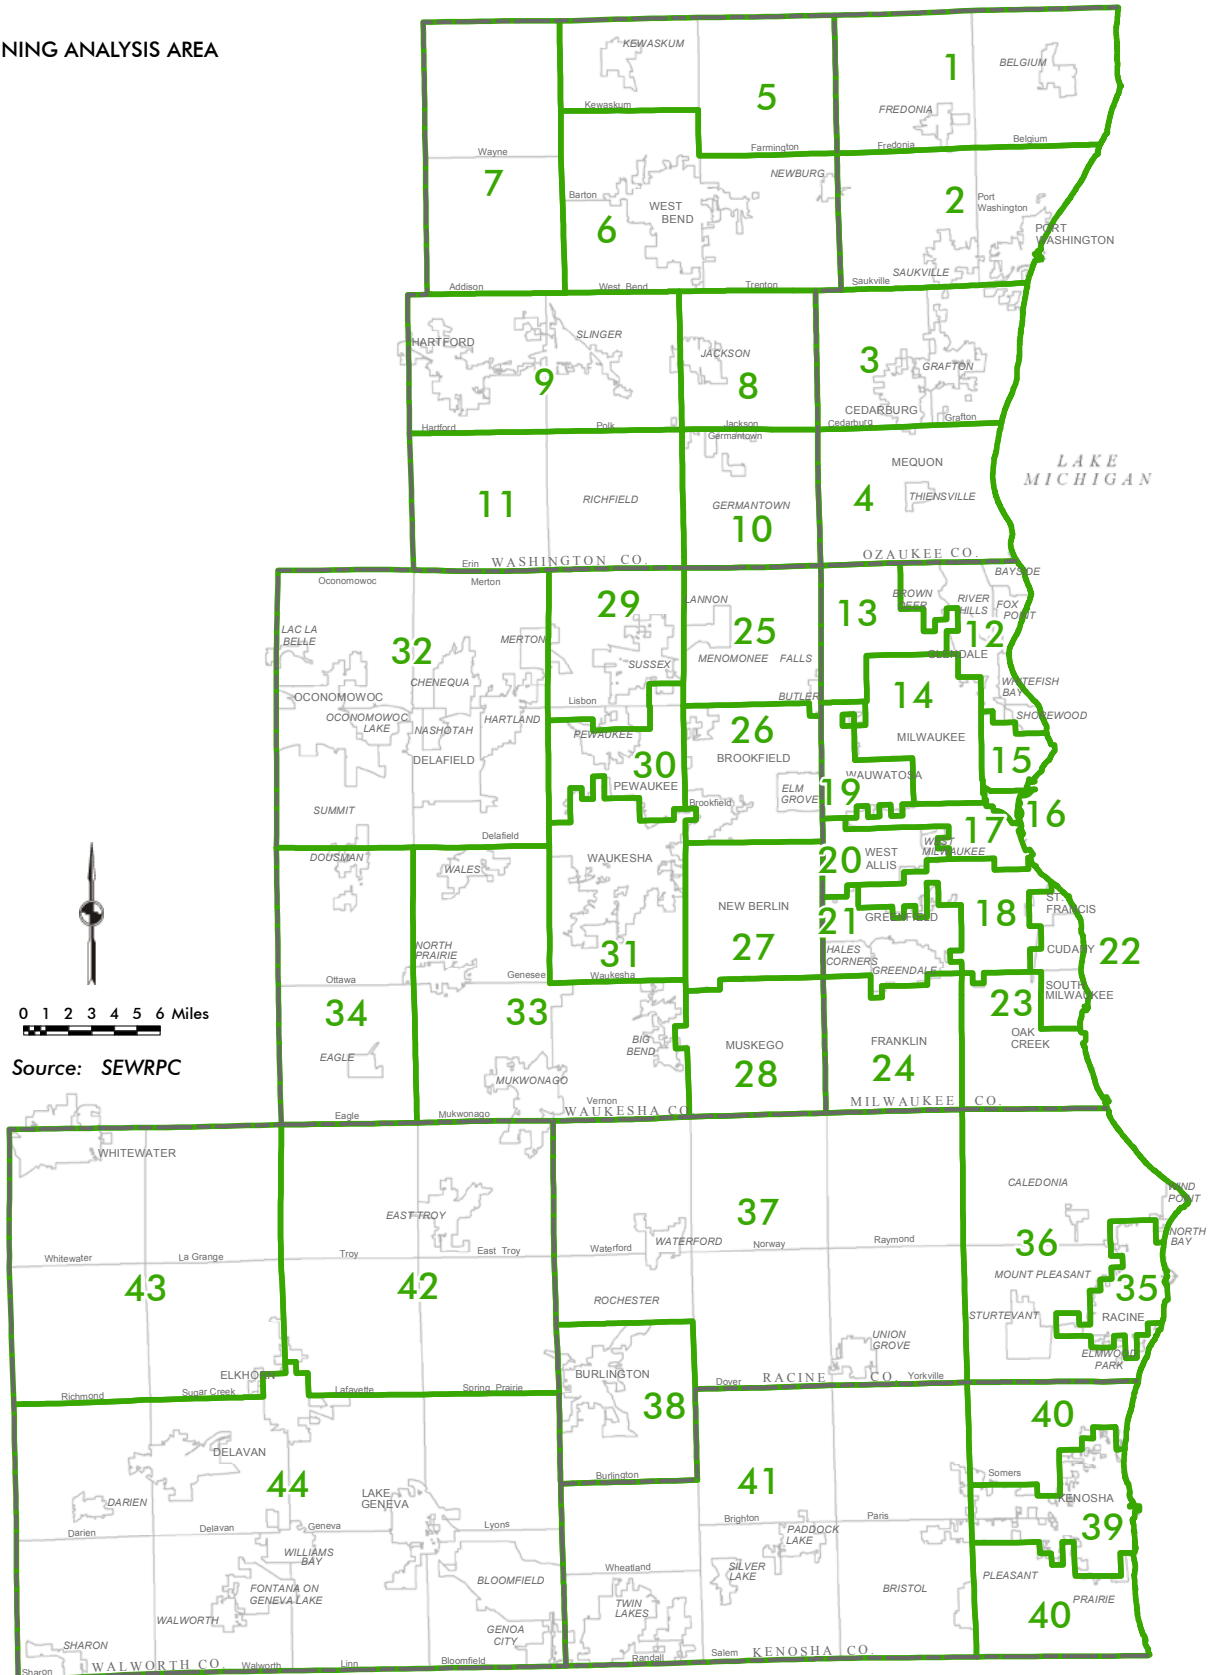 NING ANALYSIS AREA
KEWASKUM
1
BELGIUM
5
Kewaskum
FREDONIA
Belgium
Wayne
Farmington
Fredonia
7
NEWBURG
Barton
WEST
BEND
2
Port
Washington
6
PORT
WASHINGTON
SAUKVILLE
Addison
West Bend
Trenton
Saukville
HARTFORD
SLINGER
JACKSON
3
GRAFTON
9
8
CEDARBURG
Hartford
Polk
Jackson
Cedarburg
Grafton
Germantown
LAKE
MICHIGAN
MEQUON
11
RICHFIELD
GERMANTOWN
4
THIENSVILLE
10
Erin
WASHINGTON CO.
OZAUKEE CO.
Oconomowoc
Merton
BAYSIDE
29
LANNON
13
BROWN
DEER
RIVER
HILLS
FOX
POINT
LAC LA
BELLE
32
MERTON
25
12
SUSSEX
MENOMONEE FALLS
GLENDALE
CHENEQUA
OCONOMOWOC
Lisbon
BUTLER
14
WHITEFISH
BAY
OCONOMOWOC
LAKE
NASHOTAH
HARTLAND
PEWAUKEE
26
SHOREWOOD
MILWAUKEE
DELAFIELD
30
BROOKFIELD
15
PEWAUKEE
WAUWATOSA
ELM
GROVE
19
SUMMIT
Brookfield
16
Delafield
17
DOUSMAN
WALES
WAUKESHA
20
WEST
ALLIS
WEST
MILWAUKEE
NEW BERLIN
21
GREENFIELD
18
ST.
FRANCIS
NORTH
PRAIRIE
31
27
HALES
CORNERS
GREENDALE
CUDAHY
22
Ottawa
Genesee
Waukesha
SOUTH
MILWAUKEE
23
0 1 2 3 4 5 6 Miles
34
33
BIG
BEND
MUSKEGO
FRANKLIN
OAK
CREEK
Source: SEWRPC
EAGLE
28
24
MUKWONAGO
Vernon
Eagle
Mukwonago
WAUKESHA CO
MILWAUKEE CO.
WHITEWATER
CALEDONIA
WIND
POINT
EAST TROY
37
NORTH
BAY
Whitewater
La Grange
Troy
East Troy
Waterford
WATERFORD
Norway
Raymond
36
43
42
MOUNT PLEASANT
35
ROCHESTER
STURTEVANT
RACINE
UNION
GROVE
ELMWOOD
PARK
ELKHORN
BURLINGTON
Richmond
Sugar Creek
Lafayette
Spring Prairie
Dover
RACINE CO.
Yorkville
38
40
DELAVAN
44
Burlington
41
Somers
DARIEN
LAKE
GENEVA
KENOSHA
Darien
Delavan
Geneva
Lyons
Brighton
Paris
39
WILLIAMS
BAY
PADDOCK
LAKE
Wheatland
SILVER
LAKE
PLEASANT
PRAIRIE
FONTANA ON
GENEVA LAKE
BLOOMFIELD
BRISTOL
WALWORTH
TWIN
LAKES
40
SHARON
GENOA
CITY
Sharon
WALWORTH CO.
Walworth
Linn
Bloomfield
Randall
Salem
KENOSHA CO.